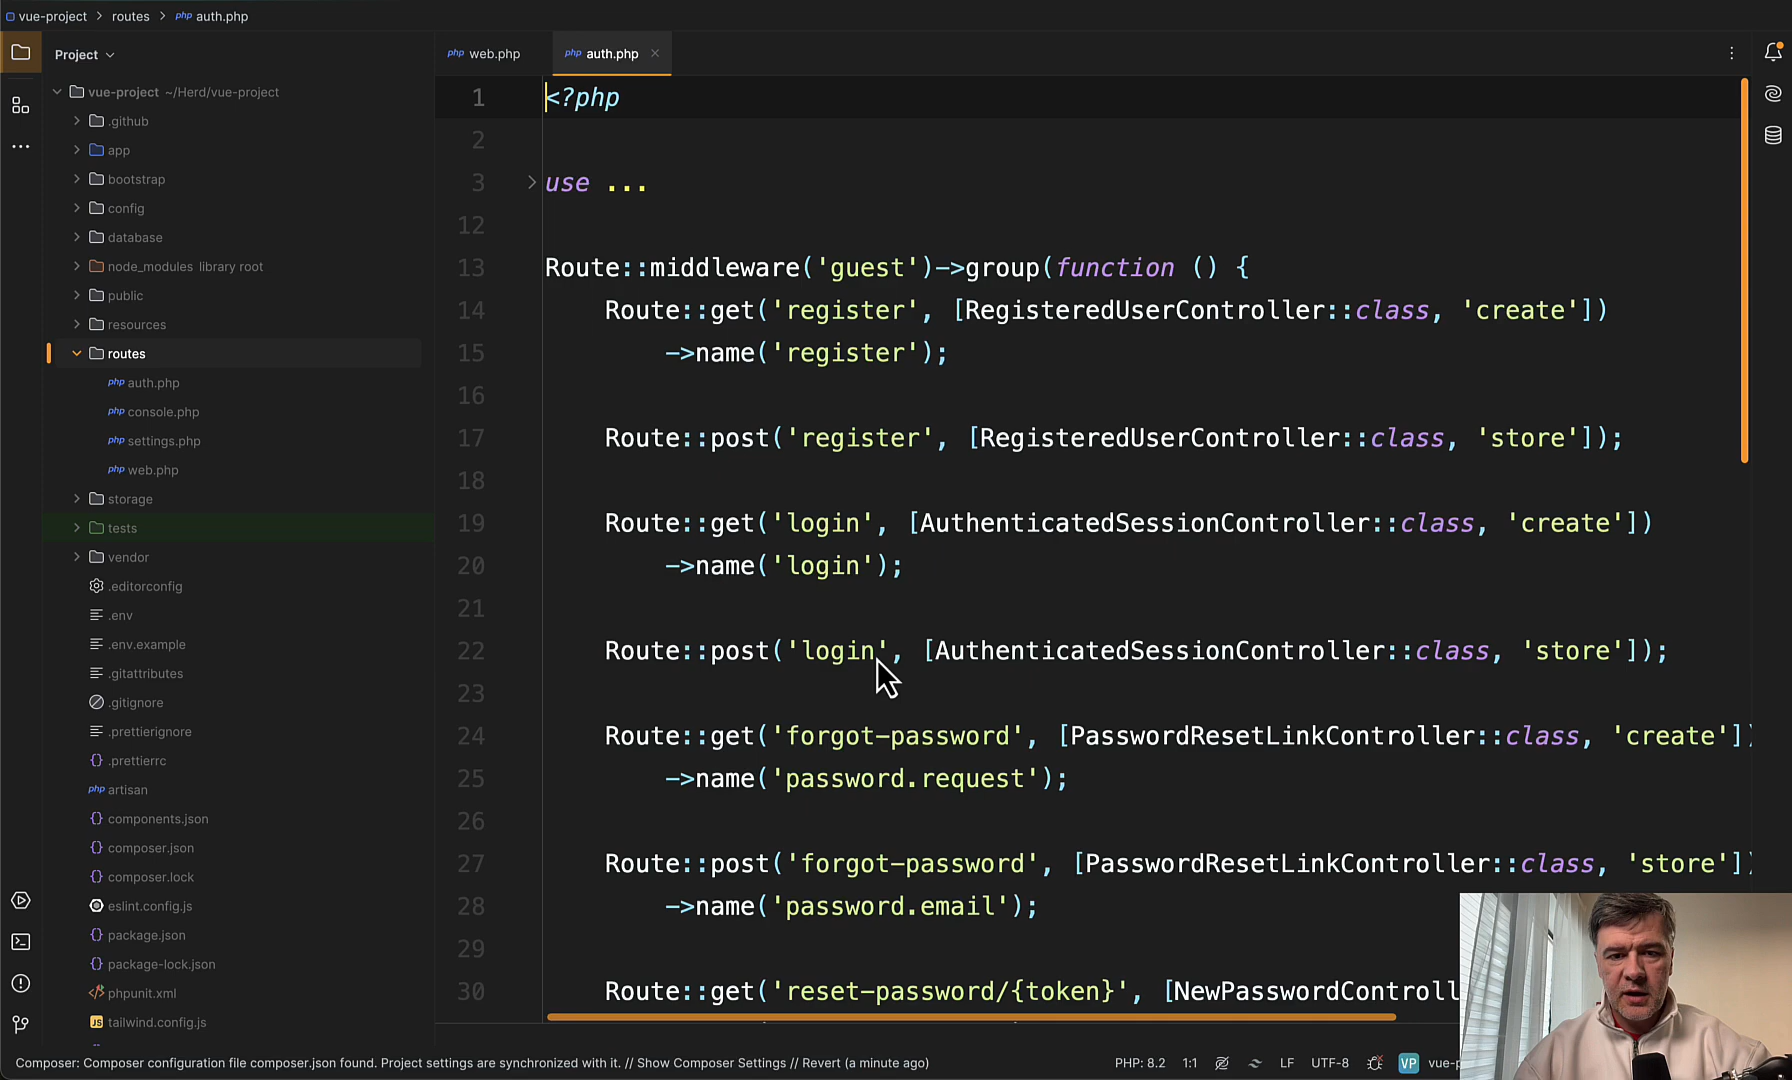 vue-project > routes > php auth.php
Project
vue-project ~/Herd/vue-project
.github
app
bootstrap
config
database
node_modules library root
public
resources
routes
php auth.php
php console.php
php settings.php
php web.php
storage
tests
vendor
.editorconfig
.env
.env.example
.gitattributes
.gitignore
.prettierignore
{} .prettierrc
php artisan
{} components.json
{} composer.json
{} composer.lock
eslint.config.js
{} package.json
{} package-lock.json
</> phpunit.xml
JS tailwind.config.js
php web.php
php auth.php
1 <?php
2
3 use ...
12
13 Route::middleware('guest')->group(function () {
14 Route::get('register', [RegisteredUserController::class, 'create'])
15 ->name('register');
16
17 Route::post('register', [RegisteredUserController::class, 'store']);
18
19 Route::get('login', [AuthenticatedSessionController::class, 'create'])
20 ->name('login');
21
22 Route::post('login', [AuthenticatedSessionController::class, 'store']);
23
24 Route::get('forgot-password', [PasswordResetLinkController::class, 'create'])
25 ->name('password.request');
26
27 Route::post('forgot-password', [PasswordResetLinkController::class, 'store'])
28 ->name('password.email');
29
30 Route::get('reset-password/{token}', [NewPasswordControll
Composer: Composer configuration file composer.json found. Project settings are synchronized with it. // Show Composer Settings // Revert (a minute ago)
PHP: 8.2 1:1 LF UTF-8 VP vue-p